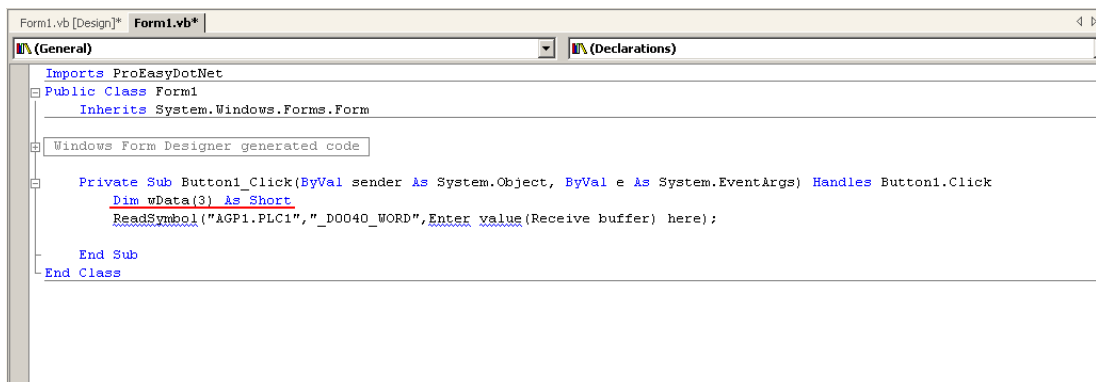 Form1.vb [Design]* Form1.vb*
(General) (Declarations)
Imports ProEasyDotNet
Public Class Form1
Inherits System.Windows.Forms.Form
Windows Form Designer generated code
Private Sub Button1_Click(ByVal sender As System.Object, ByVal e As System.EventArgs) Handles Button1.Click
Dim wData(3) As Short
ReadSymbol("AGP1.PLC1","_D0040_WORD",Enter value(Receive buffer) here);
End Sub
End Class